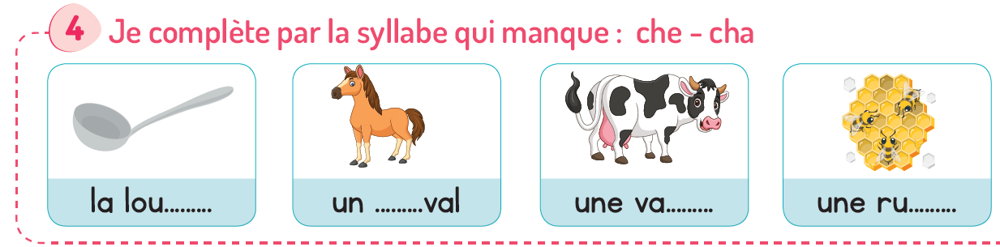 4 Je complète par la syllabe qui manque : che - cha
la lou.........
un .........val
une va.........
une ru.........